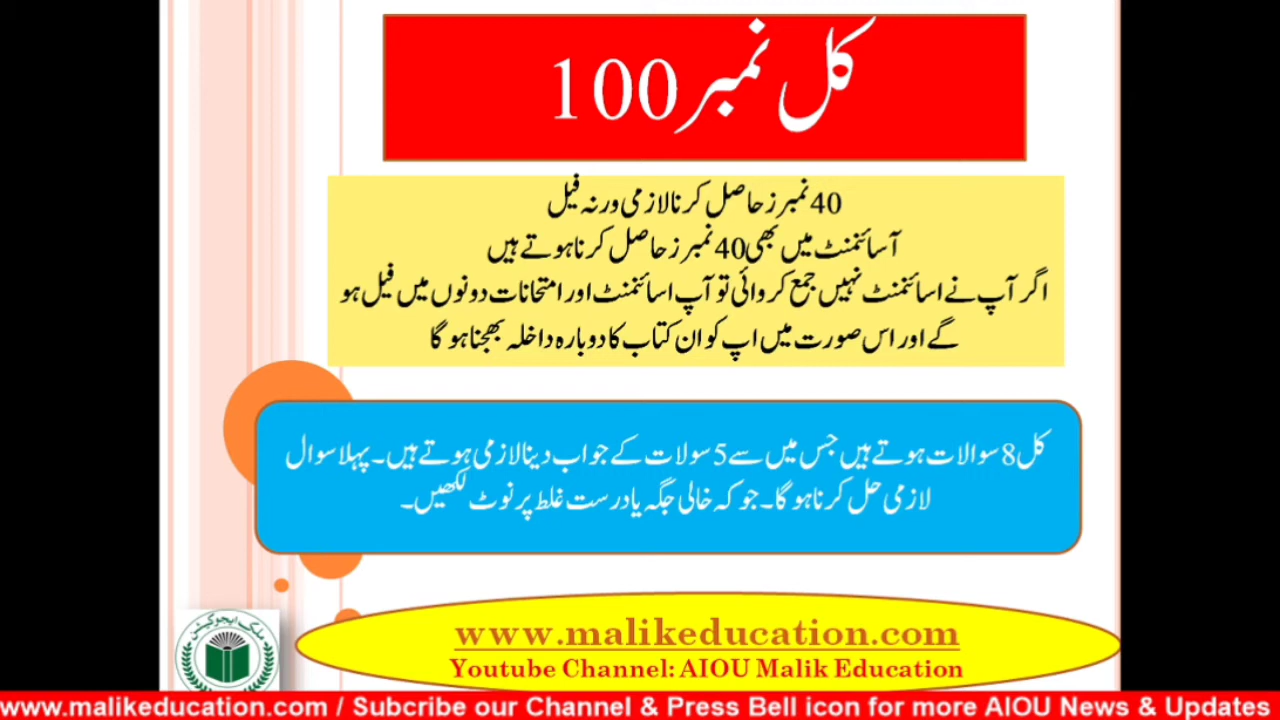 کل نمبر 100
40 نمبرز حاصل کرنا لازمی ورنہ فیل
آسائنمنٹ میں بھی 40 نمبرز حاصل کرنا ہوتے ہیں
اگر آپ نے اسائنمنٹ نہیں جمع کروائی تو آپ اسائنمنٹ اور امتحانات دونوں میں فیل ہو
گے اور اس صورت میں اپ کو ان کتاب کا دوبارہ داخلہ بھجنا ہو گا
کل 8 سوالات ہوتے ہیں جس میں سے 5 سولات کے جواب دینا لازمی ہوتے ہیں۔ پہلا سوال
لازمی حل کرنا ہو گا۔ جو کہ خالی جگہ یا درست غلط پر نوٹ لکھیں۔
ملک ایجوکیشن
www.malikeducation.com
Youtube Channel: AIOU Malik Education
www.malikeducation.com / Subcribe our Channel & Press Bell icon for more AIOU News & Updates